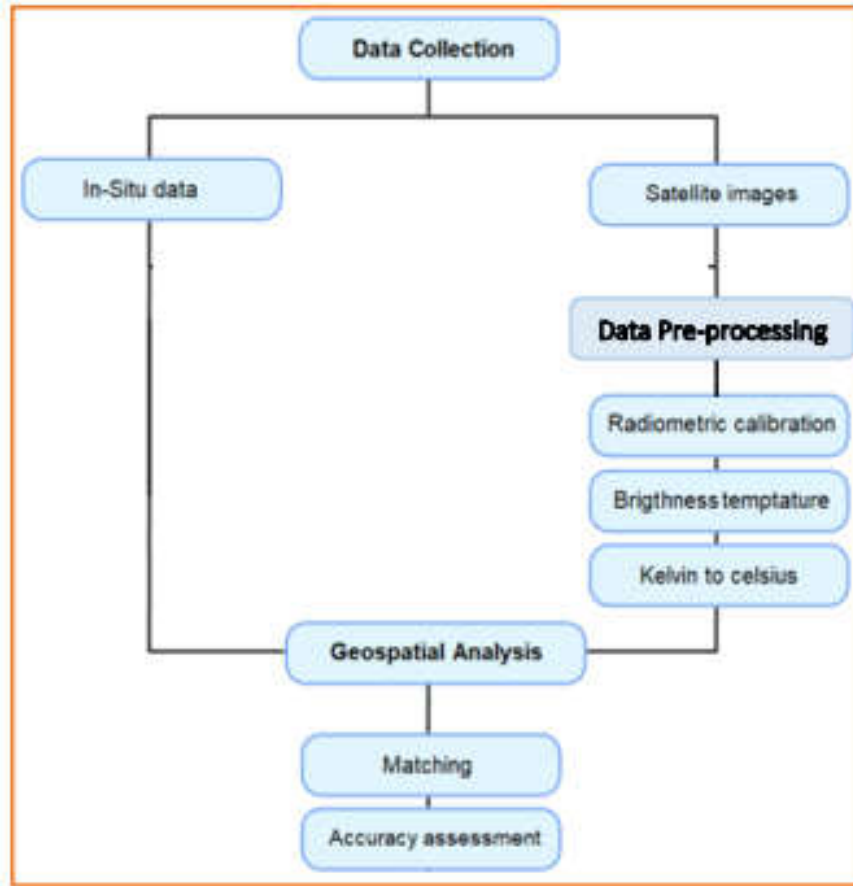 Data Collection
In-Situ data
Satellite images
Data Pre-processing
Radiometric calibration
Brigthness temptature
Kelvin to celsius
Geospatial Analysis
Matching
Accuracy assessment